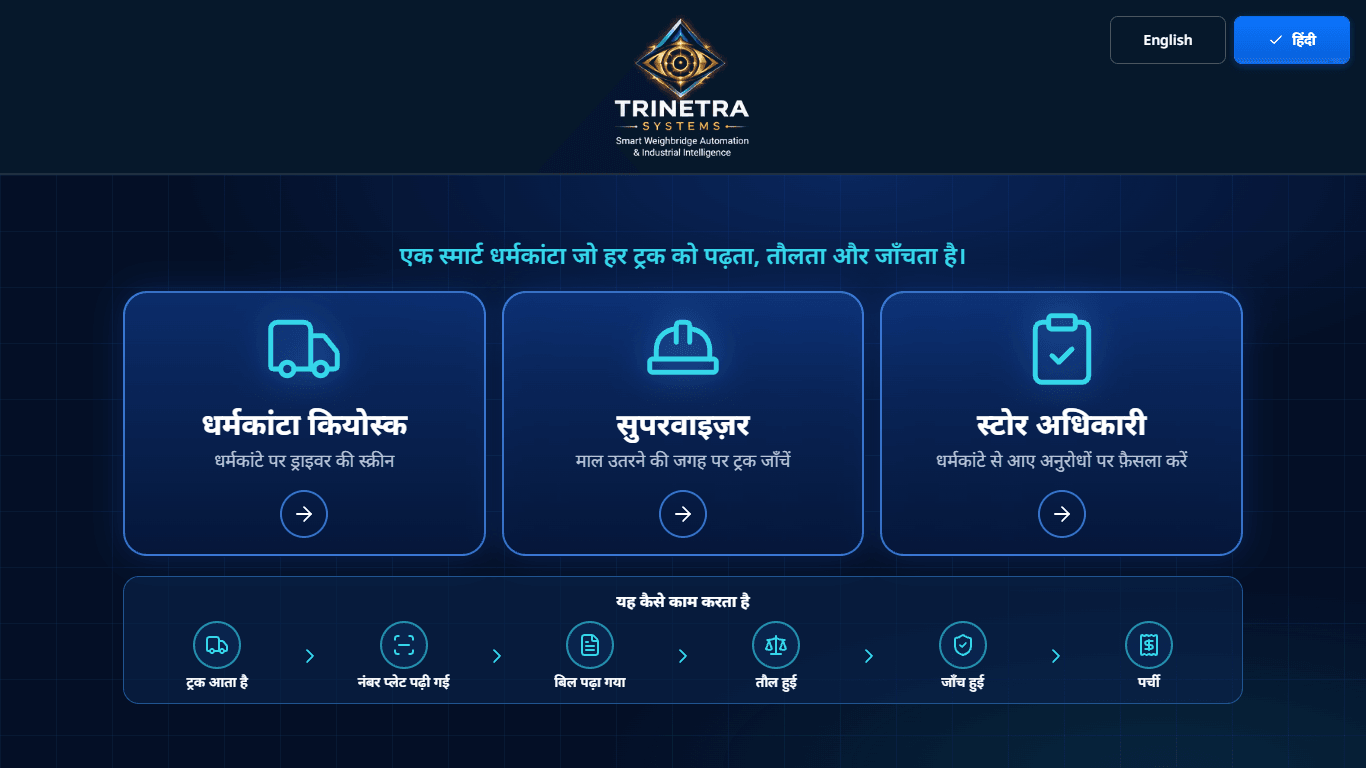 English
हिंदी
TRINETRA
SYSTEMS
Smart Weighbridge Automation
& Industrial Intelligence
एक स्मार्ट धर्मकांटा जो हर ट्रक को पढ़ता, तौलता और जाँचता है।
धर्मकांटा कियोस्क
धर्मकांटे पर ड्राइवर की स्क्रीन
सुपरवाइज़र
माल उतरने की जगह पर ट्रक जाँचें
स्टोर अधिकारी
धर्मकांटे से आए अनुरोधों पर फ़ैसला करें
यह कैसे काम करता है
ट्रक आता है
नंबर प्लेट पढ़ी गई
बिल पढ़ा गया
तौल हुई
जाँच हुई
पर्ची